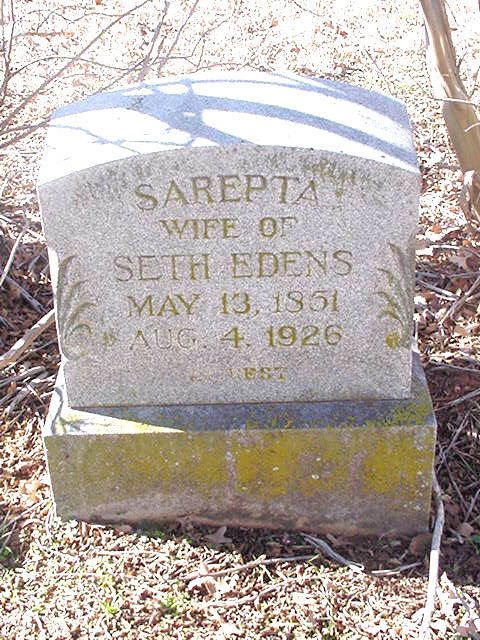 SAREPTA
WIFE OF
SETH EDENS
MAY 13, 1851
AUG. 4, 1926